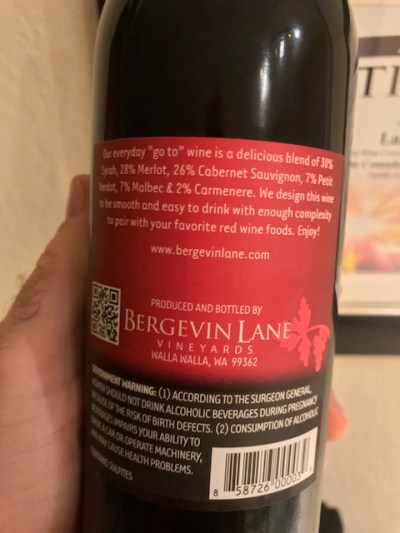 Our everyday "go to" wine is a delicious blend of 30%
Syrah, 28% Merlot, 26% Cabernet Sauvignon, 7% Petit
Verdot, 7% Malbec & 2% Carmenere. We design this wine
to be smooth and easy to drink with enough complexity
to pair with your favorite red wine foods. Enjoy!
www.bergevinlane.com
PRODUCED AND BOTTLED BY
BERGEVIN LANE
VINEYARDS
WALLA WALLA, WA 99362
GOVERNMENT WARNING: (1) ACCORDING TO THE SURGEON GENERAL,
WOMEN SHOULD NOT DRINK ALCOHOLIC BEVERAGES DURING PREGNANCY
BECAUSE OF THE RISK OF BIRTH DEFECTS. (2) CONSUMPTION OF ALCOHOLIC
BEVERAGES IMPAIRS YOUR ABILITY TO
DRIVE A CAR OR OPERATE MACHINERY,
AND MAY CAUSE HEALTH PROBLEMS.
CONTAINS SULFITES
8 58726 00003
TI
La